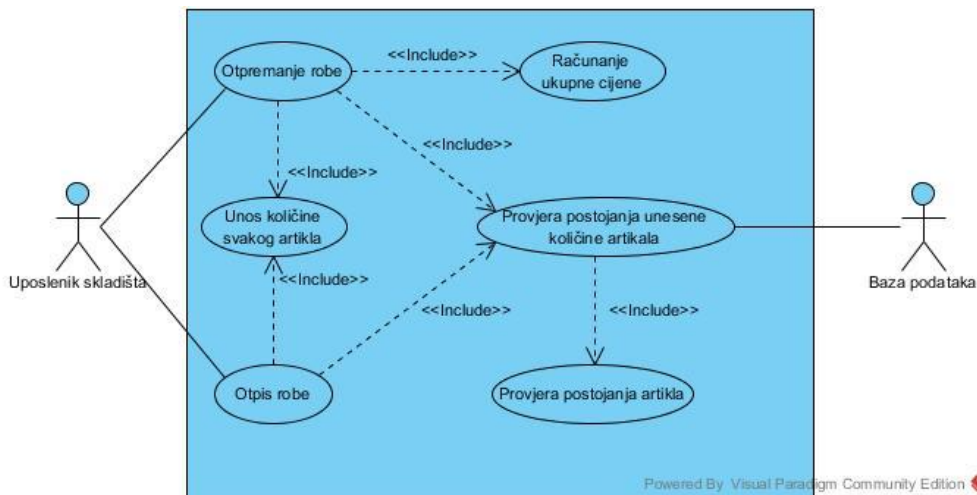 <<Include>>
Otpremanje robe
Računanje
ukupne cijene
<<Include>>
<<Include>>
Unos količine
svakog artikla
Provjera postojanja unesene
količine artikala
Uposlenik skladišta
Baza podataka
<<Include>>
<<Include>>
<<Include>>
Otpis robe
Provjera postojanja artikla
Powered By Visual Paradigm Community Edition